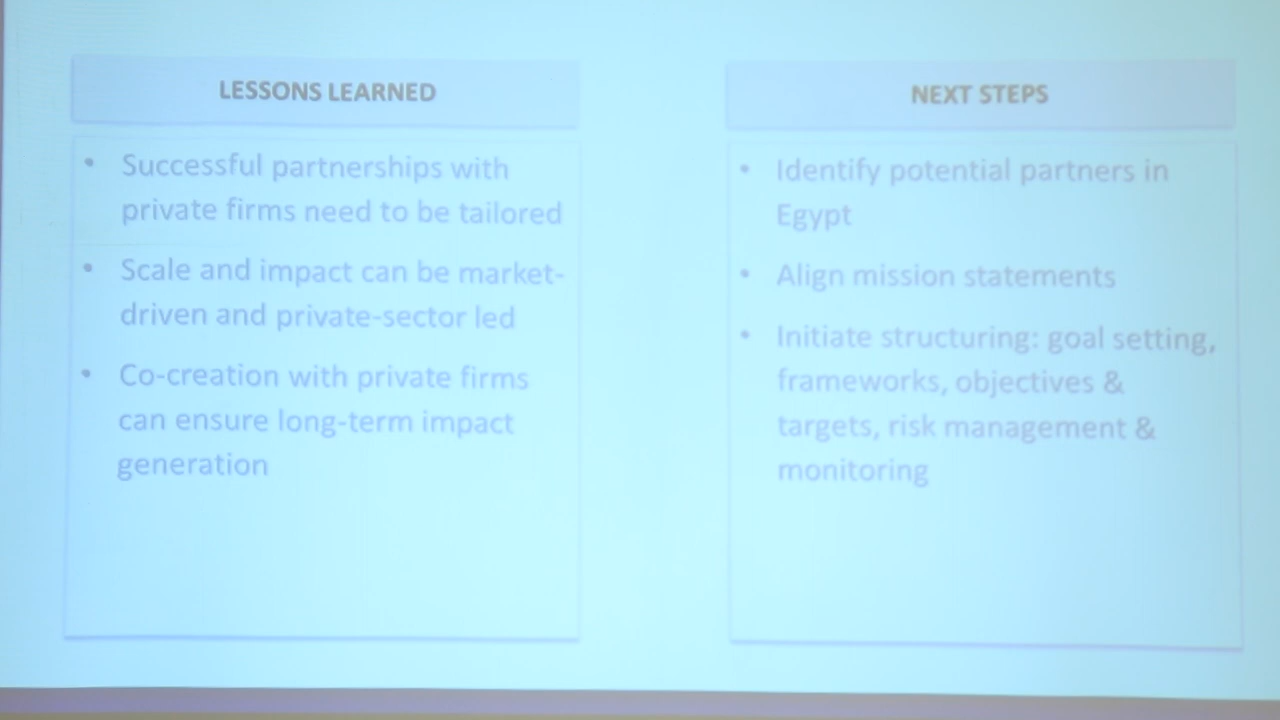 LESSONS LEARNED
• Successful partnerships with
private firms need to be tailored
• Scale and impact can be market-
driven and private-sector led
• Co-creation with private firms
can ensure long-term impact
generation
NEXT STEPS
• Identify potential partners in
Egypt
• Align mission statements
• Initiate structuring: goal setting,
frameworks, objectives &
targets, risk management &
monitoring